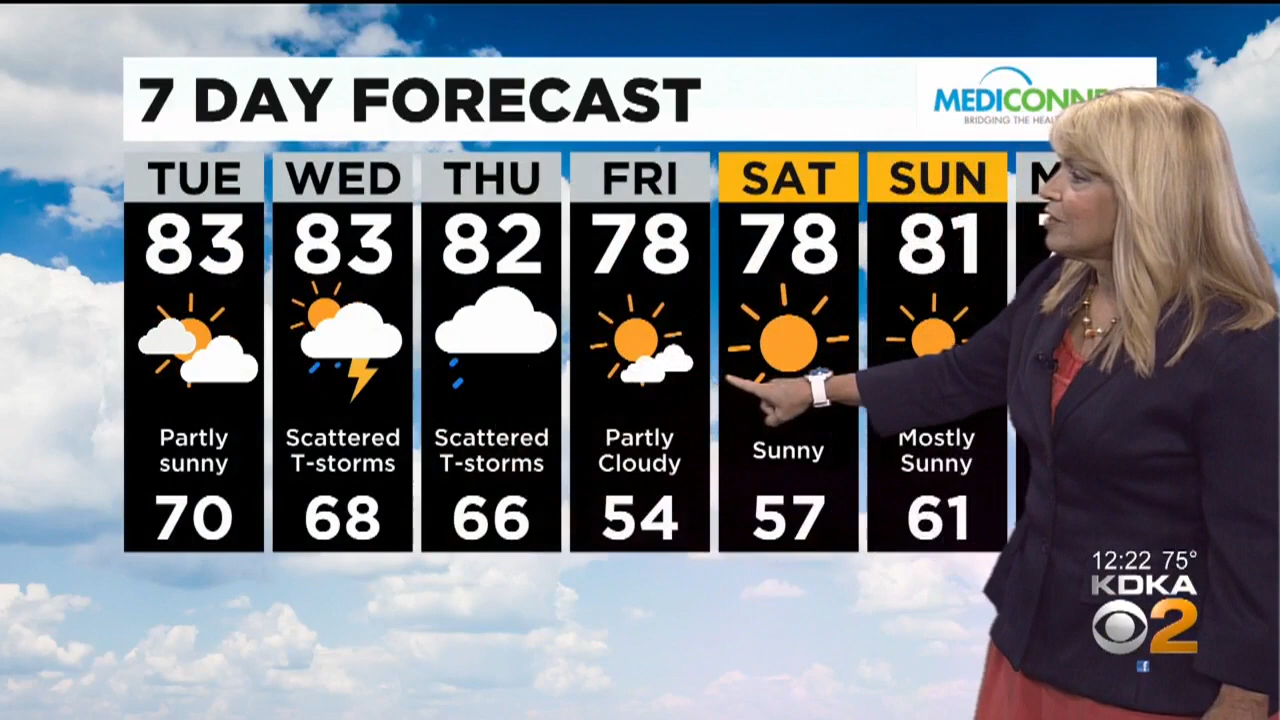 7 DAY FORECAST
MEDICONNE
BRIDGING THE HEAL
TUE WED THU FRI SAT SUN M
83 83 82 78 78 81
Partly sunny
Scattered T-storms
Scattered T-storms
Partly Cloudy
Sunny
Mostly Sunny
70 68 66 54 57 61
12:22 75°
KDKA
2
f